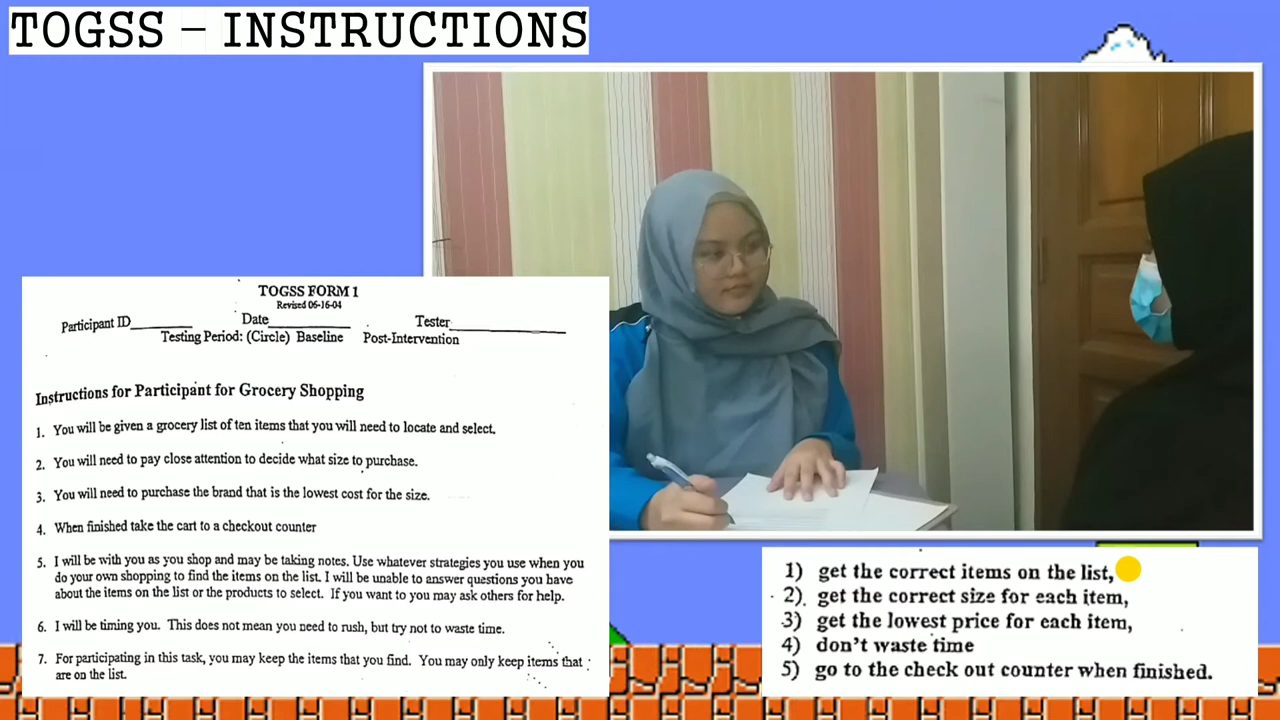 TOGSS – INSTRUCTIONS
TOGSS FORM 1
Revised 06-16-04
Participant ID________ Date__________ Tester______________
Testing Period: (Circle) Baseline Post-Intervention
Instructions for Participant for Grocery Shopping
1. You will be given a grocery list of ten items that you will need to locate and select.
2. You will need to pay close attention to decide what size to purchase.
3. You will need to purchase the brand that is the lowest cost for the size.
4. When finished take the cart to a checkout counter
5. I will be with you as you shop and may be taking notes. Use whatever strategies you use when you
do your own shopping to find the items on the list. I will be unable to answer questions you have
about the items on the list or the products to select. If you want to you may ask others for help.
6. I will be timing you. This does not mean you need to rush, but try not to waste time.
7. For participating in this task, you may keep the items that you find. You may only keep items that
are on the list.
1) get the correct items on the list,
2) get the correct size for each item,
3) get the lowest price for each item,
4) don't waste time
5) go to the check out counter when finished.